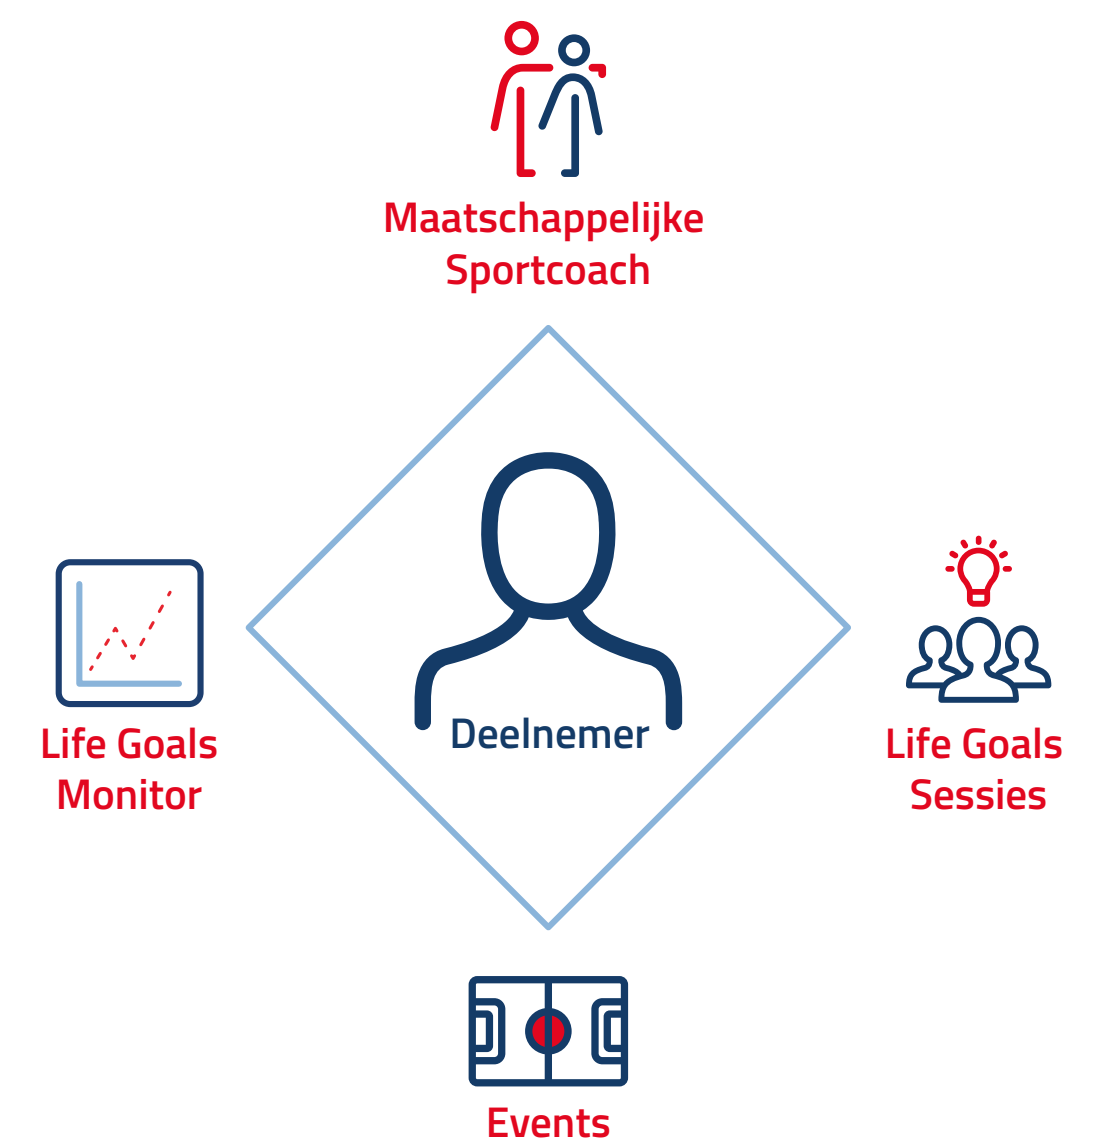 Maatschappelijke
Sportcoach
Deelnemer
Life Goals
Monitor
Life Goals
Sessies
Events